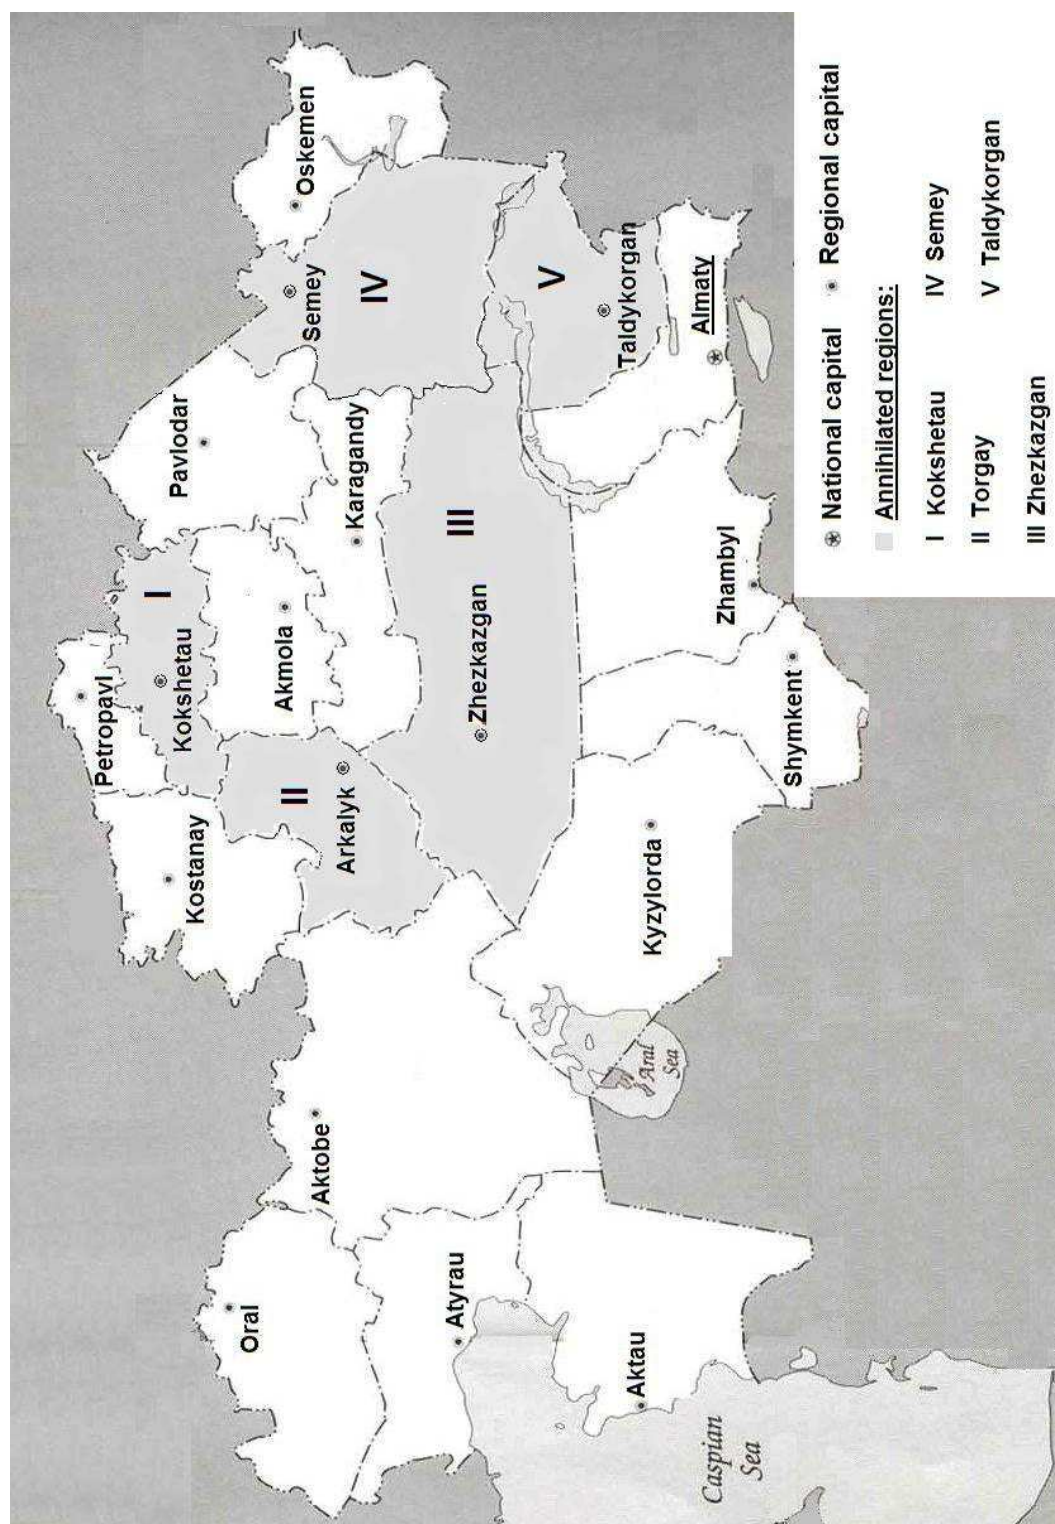 Petropavl
Kokshetau
I
Kostanay
Pavlodar
Oral
Aktobe
Akmola
II
Arkalyk
Semey
Oskemen
Karagandy
IV
Atyrau
III
Zhezkazgan
V
Taldykorgan
Aktau
Aral
Sea
Kyzylorda
Almaty
Zhambyl
Caspian
Sea
Shymkent
National capital
Regional capital
Annihilated regions:
I Kokshetau
IV Semey
II Torgay
V Taldykorgan
III Zhezkazgan